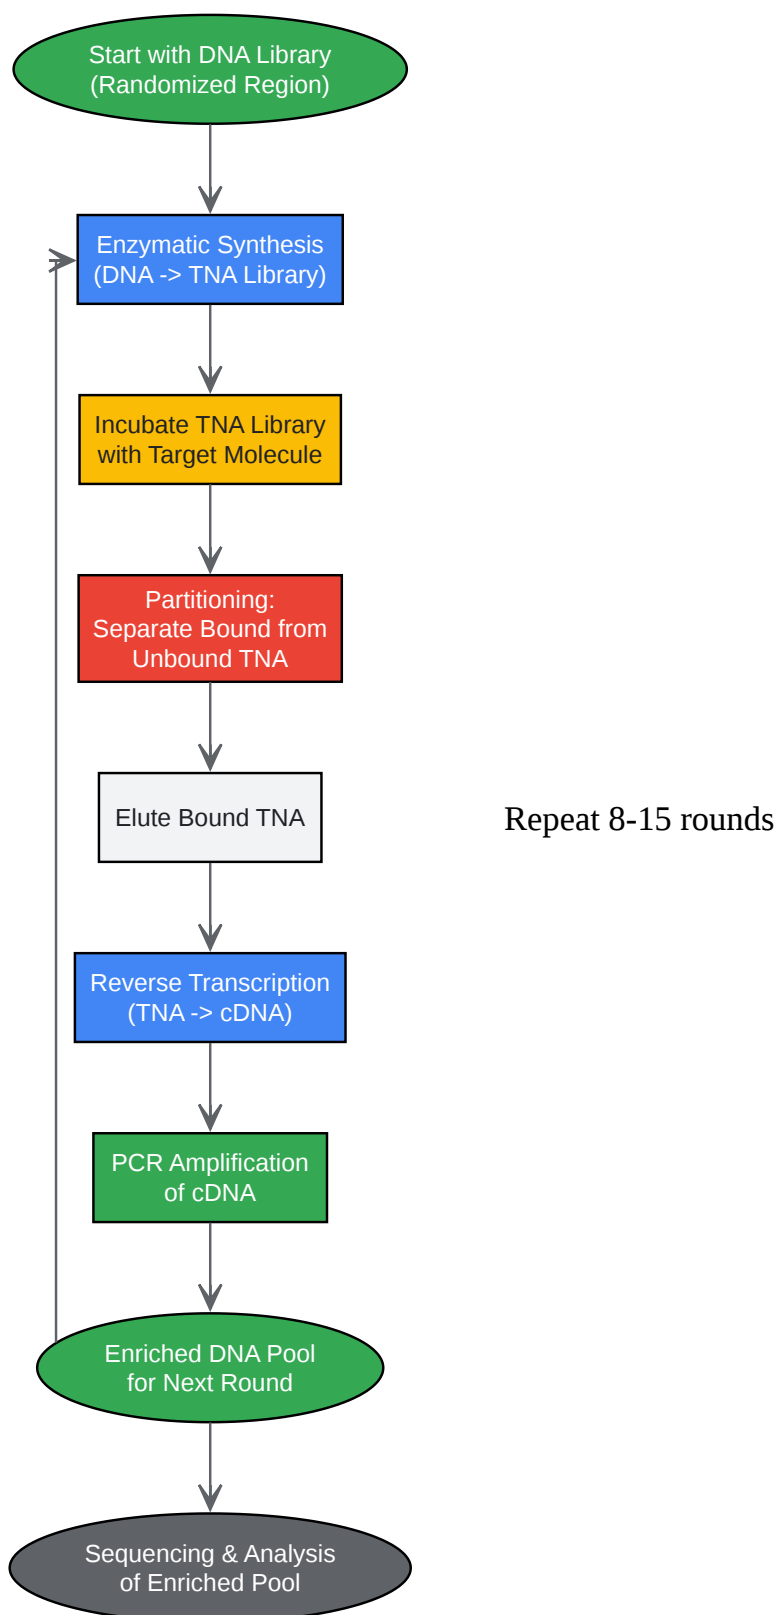 Start with DNA Library
(Randomized Region)
Enzymatic Synthesis
(DNA -> TNA Library)
Incubate TNA Library
with Target Molecule
Partitioning:
Separate Bound from
Unbound TNA
Elute Bound TNA
Repeat 8-15 rounds
Reverse Transcription
(TNA -> cDNA)
PCR Amplification
of cDNA
Enriched DNA Pool
for Next Round
Sequencing & Analysis
of Enriched Pool